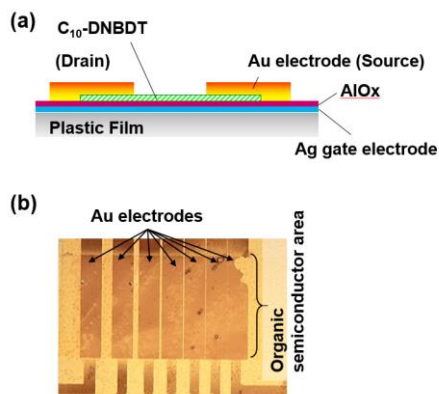 (a)
C10-DNBDT
(Drain)
Au electrode (Source)
AlOx
Plastic Film
Ag gate electrode
(b)
Au electrodes
Organic
semiconductor area